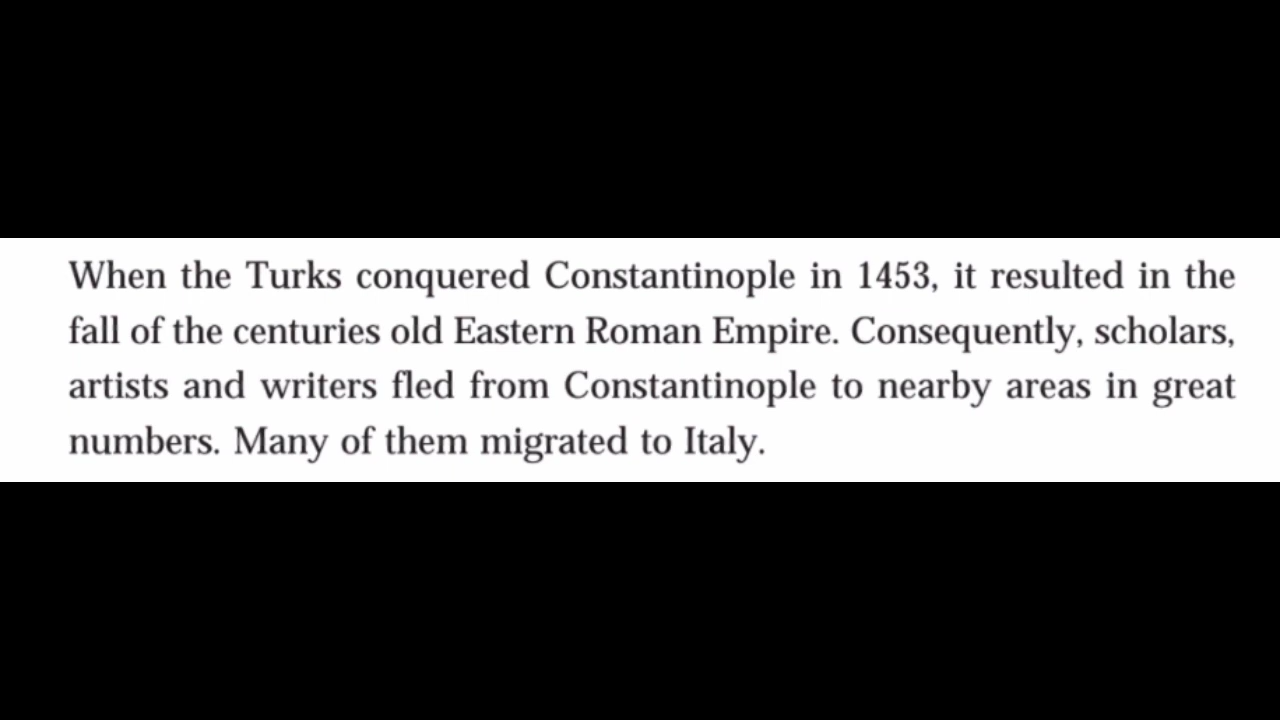 When the Turks conquered Constantinople in 1453, it resulted in the
fall of the centuries old Eastern Roman Empire. Consequently, scholars,
artists and writers fled from Constantinople to nearby areas in great
numbers. Many of them migrated to Italy.